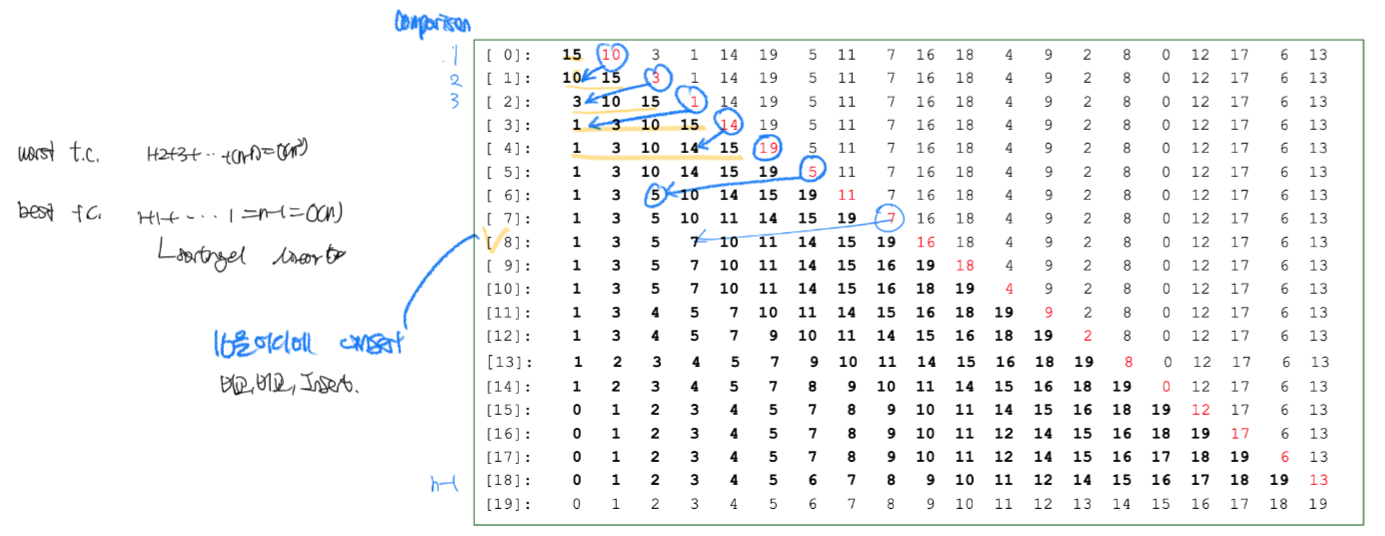 comparison
1 [ 0]: 15 10 3 1 14 19 5 11 7 16 18 4 9 2 8 0 12 17 6 13
2 [ 1]: 10 15 3 1 14 19 5 11 7 16 18 4 9 2 8 0 12 17 6 13
3 [ 2]: 3 10 15 1 14 19 5 11 7 16 18 4 9 2 8 0 12 17 6 13
[ 3]: 1 3 10 15 14 19 5 11 7 16 18 4 9 2 8 0 12 17 6 13
worst t.c. 1+2+3+ ... +(n-1)=O(n²)
[ 4]: 1 3 10 14 15 19 5 11 7 16 18 4 9 2 8 0 12 17 6 13
[ 5]: 1 3 10 14 15 19 5 11 7 16 18 4 9 2 8 0 12 17 6 13
[ 6]: 1 3 5 10 14 15 19 11 7 16 18 4 9 2 8 0 12 17 6 13
best t.c. 1+1+ ... 1 =n-1=O(n)
[ 7]: 1 3 5 10 11 14 15 19 7 16 18 4 9 2 8 0 12 17 6 13
[ 8]: 1 3 5 7 10 11 14 15 19 16 18 4 9 2 8 0 12 17 6 13
[ 9]: 1 3 5 7 10 11 14 15 16 19 18 4 9 2 8 0 12 17 6 13
[10]: 1 3 5 7 10 11 14 15 16 18 19 4 9 2 8 0 12 17 6 13
[11]: 1 3 4 5 7 10 11 14 15 16 18 19 9 2 8 0 12 17 6 13
16을 어디에
[12]: 1 3 4 5 7 9 10 11 14 15 16 18 19 2 8 0 12 17 6 13
[13]: 1 2 3 4 5 7 9 10 11 14 15 16 18 19 8 0 12 17 6 13
비교, 비교, Insert.
[14]: 1 2 3 4 5 7 8 9 10 11 14 15 16 18 19 0 12 17 6 13
[15]: 0 1 2 3 4 5 7 8 9 10 11 14 15 16 18 19 12 17 6 13
[16]: 0 1 2 3 4 5 7 8 9 10 11 12 14 15 16 18 19 17 6 13
[17]: 0 1 2 3 4 5 7 8 9 10 11 12 14 15 16 17 18 19 6 13
n-1 [18]: 0 1 2 3 4 5 6 7 8 9 10 11 12 14 15 16 17 18 19 13
[19]: 0 1 2 3 4 5 6 7 8 9 10 11 12 13 14 15 16 17 18 19